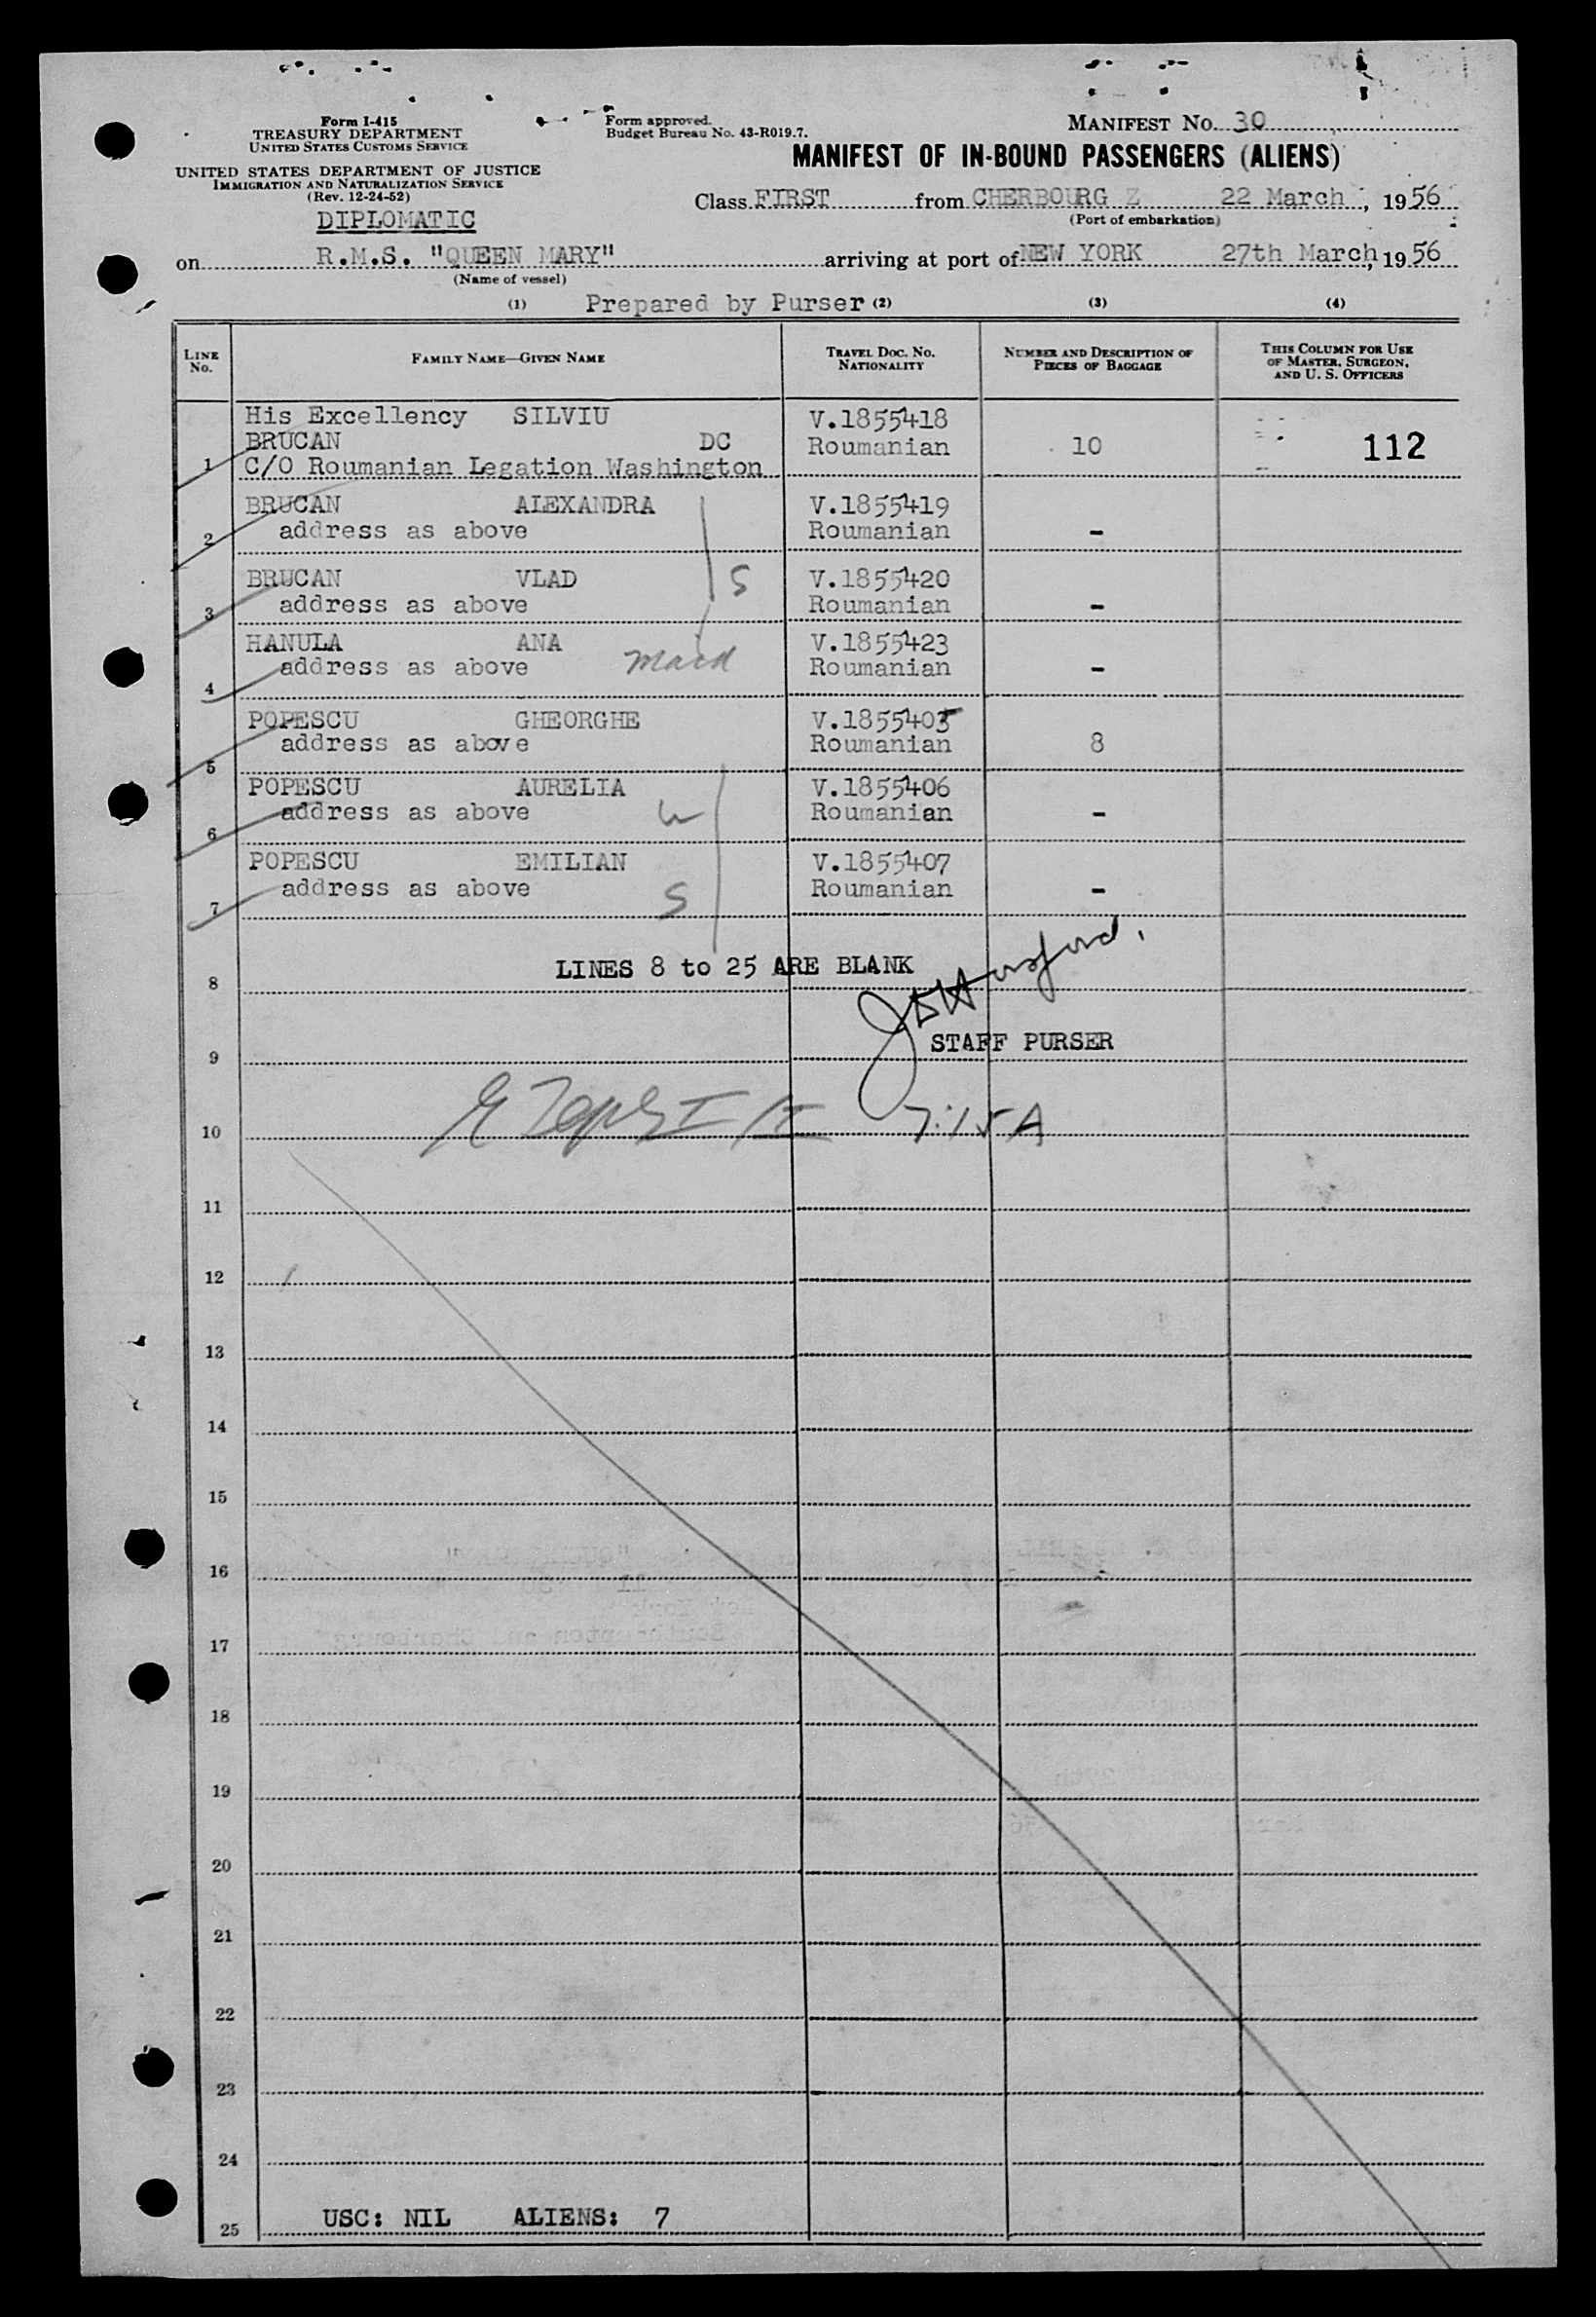 Form I-415
TREASURY DEPARTMENT
UNITED STATES CUSTOMS SERVICE
UNITED STATES DEPARTMENT OF JUSTICE
IMMIGRATION AND NATURALIZATION SERVICE
(Rev. 12-24-52)
DIPLOMATIC
Form approved.
Budget Bureau No. 43-R019.7.
MANIFEST NO. 30
MANIFEST OF IN-BOUND PASSENGERS (ALIENS)
Class FIRST from CHERBOURG Z 22 March, 1956
(Port of embarkation)
on R.M.S. "QUEEN MARY" arriving at port of NEW YORK 27th March, 1956
(Name of vessel)
(1) Prepared by Purser (2) (3) (4)
LINE No.
FAMILY NAME—GIVEN NAME
TRAVEL DOC. NO. NATIONALITY
NUMBER AND DESCRIPTION OF PIECES OF BAGGAGE
THIS COLUMN FOR USE OF MASTER, SURGEON, AND U. S. OFFICERS
His Excellency SILVIU V.1855418
BRUCAN DC Roumanian 10 112
1 C/O Roumanian Legation Washington
BRUCAN ALEXANDRA V.1855419
2 address as above Roumanian -
BRUCAN VLAD S V.1855420
3 address as above Roumanian -
HANULA ANA V.1855423
4 address as above maid Roumanian -
POPESCU GHEORGHE V.1855405
5 address as above Roumanian 8
POPESCU AURELIA V.1855406
6 address as above W Roumanian -
POPESCU EMILIAN V.1855407
7 address as above S Roumanian -
LINES 8 to 25 ARE BLANK
8
STAFF PURSER
9
7:15 A
10
11
12
13
14
15
16
17
18
19
20
21
22
23
24
25 USC: NIL ALIENS: 7